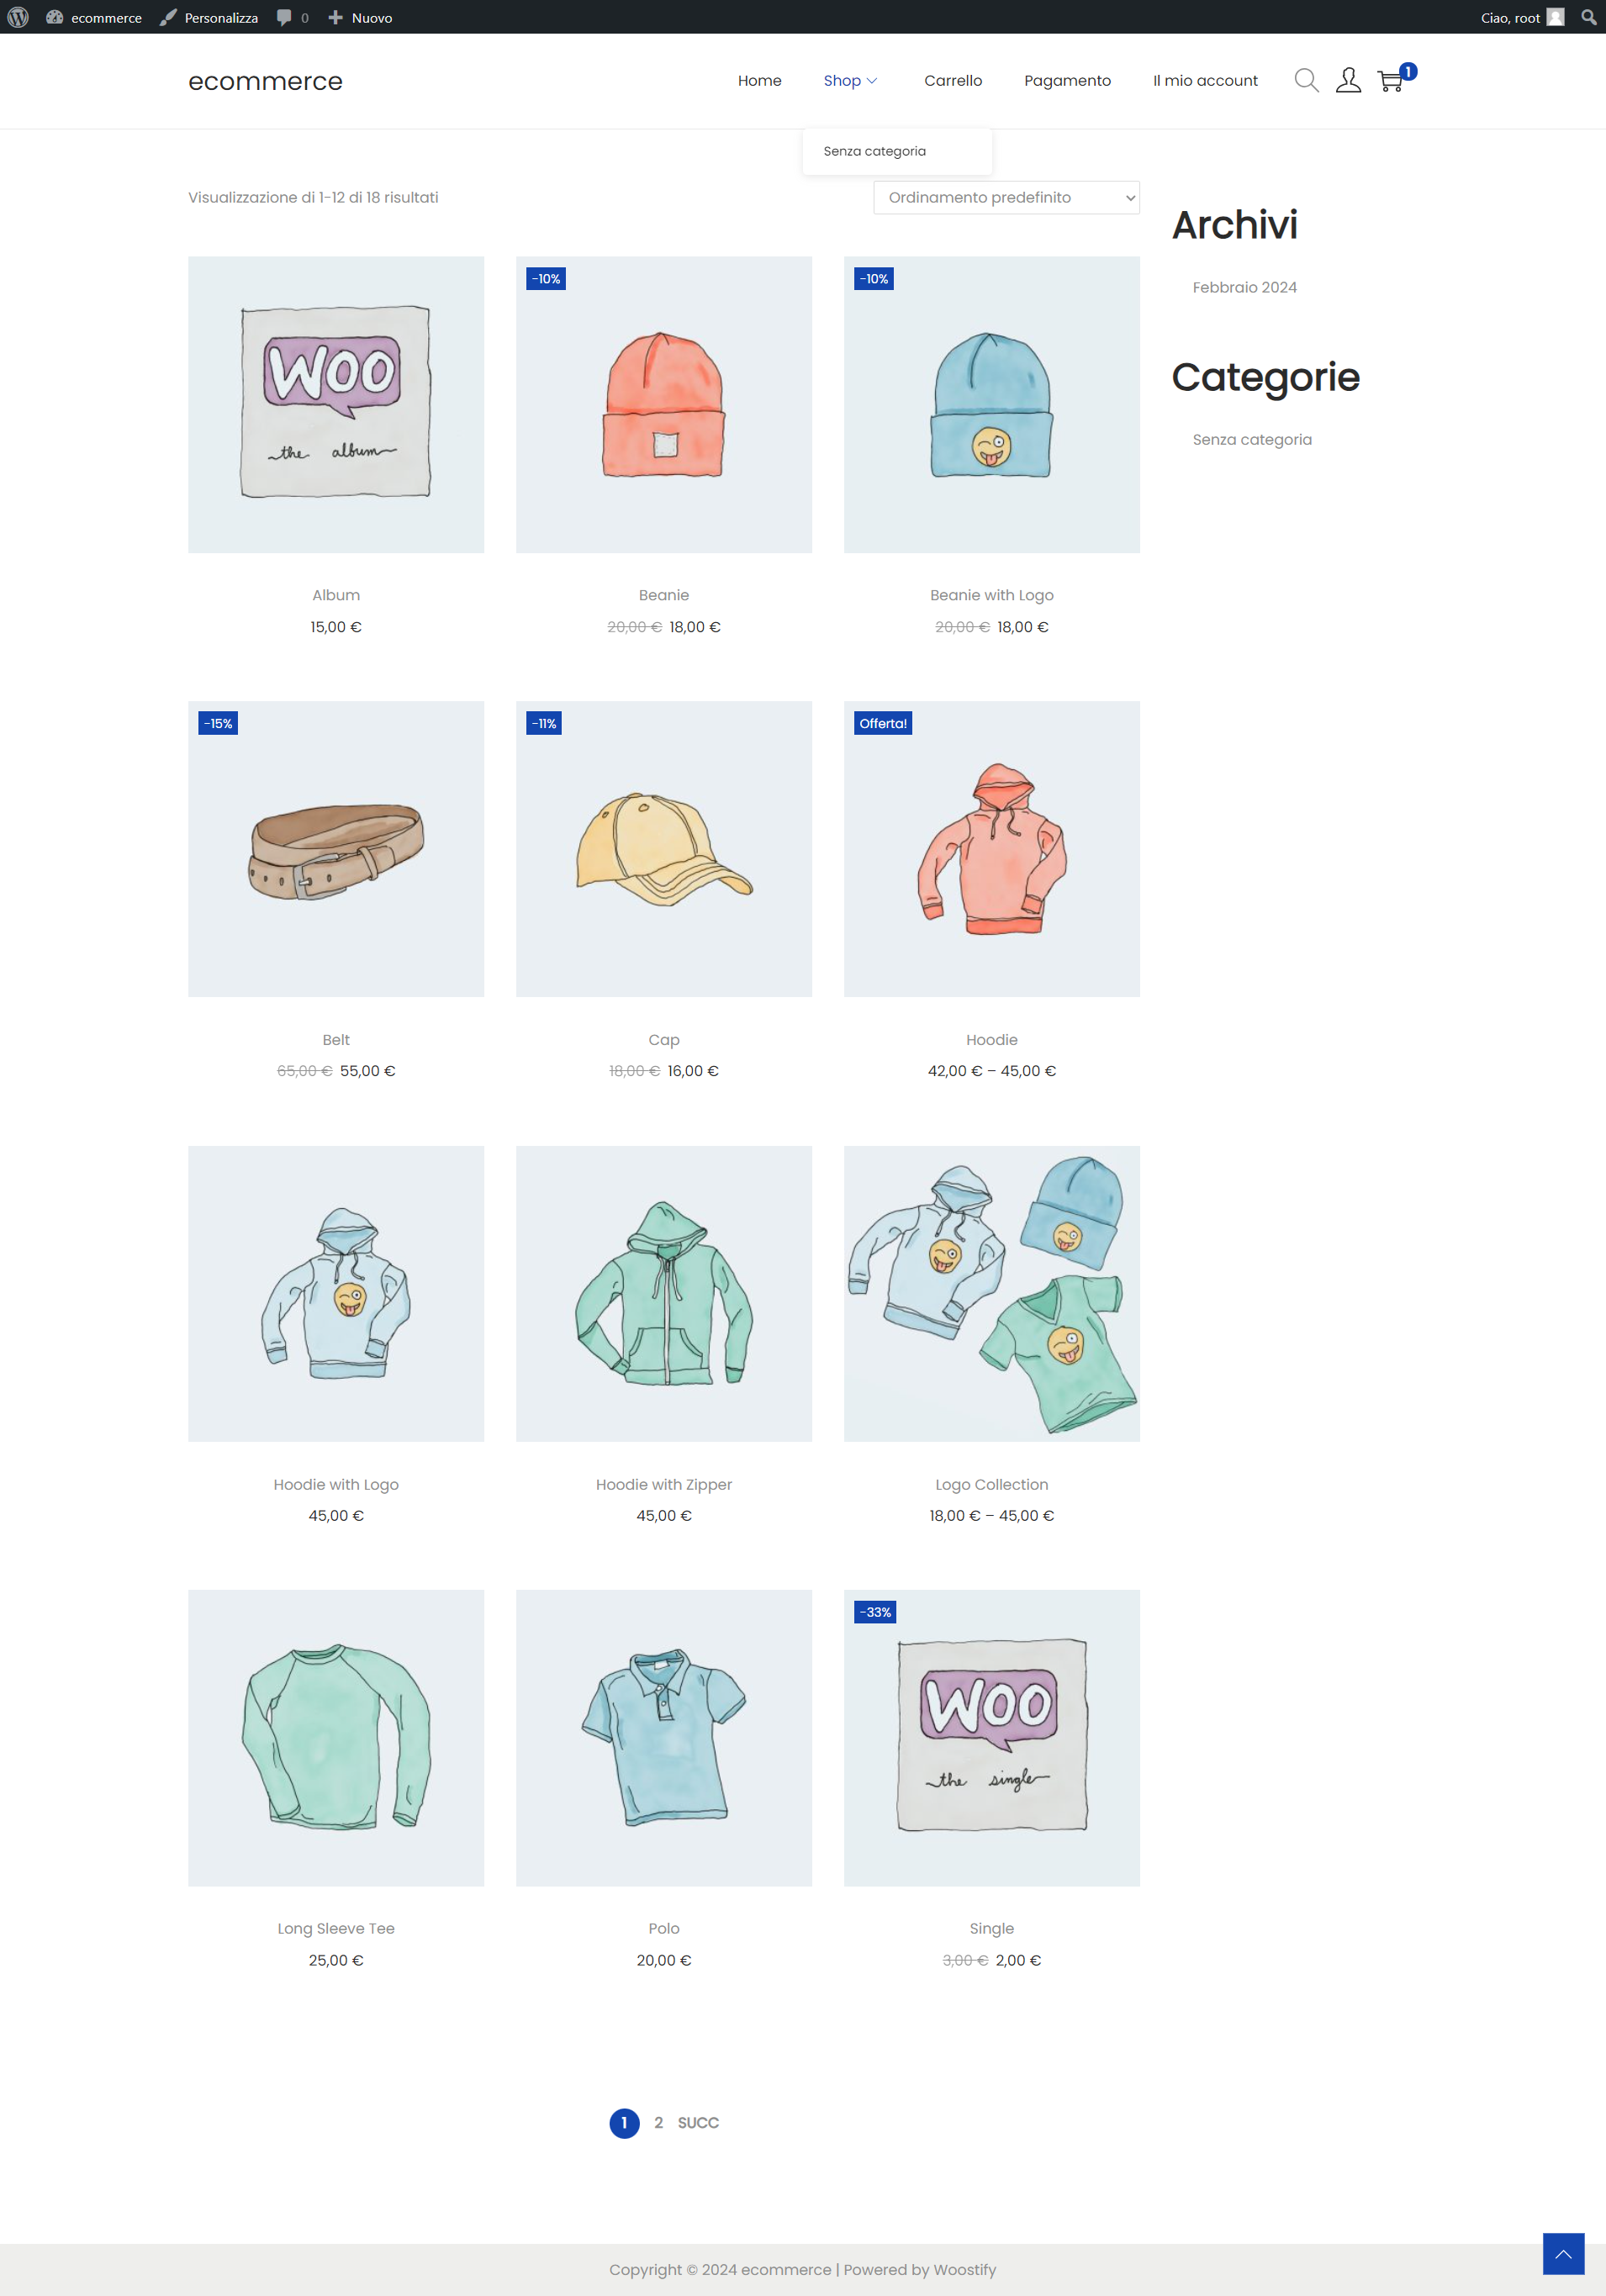 ecommerce Personalizza 0 Nuovo Ciao, root
ecommerce
Home Shop Carrello Pagamento Il mio account 1
Senza categoria
Visualizzazione di 1-12 di 18 risultati
Ordinamento predefinito
WOO
the album
Album
15,00 €
-10%
Beanie
20,00 € 18,00 €
-10%
Beanie with Logo
20,00 € 18,00 €
-15%
Belt
65,00 € 55,00 €
-11%
Cap
18,00 € 16,00 €
Offerta!
Hoodie
42,00 € – 45,00 €
Hoodie with Logo
45,00 €
Hoodie with Zipper
45,00 €
Logo Collection
18,00 € – 45,00 €
Long Sleeve Tee
25,00 €
Polo
20,00 €
-33%
WOO
the single
Single
3,00 € 2,00 €
1 2 SUCC
Archivi
Febbraio 2024
Categorie
Senza categoria
Copyright © 2024 ecommerce | Powered by Woostify